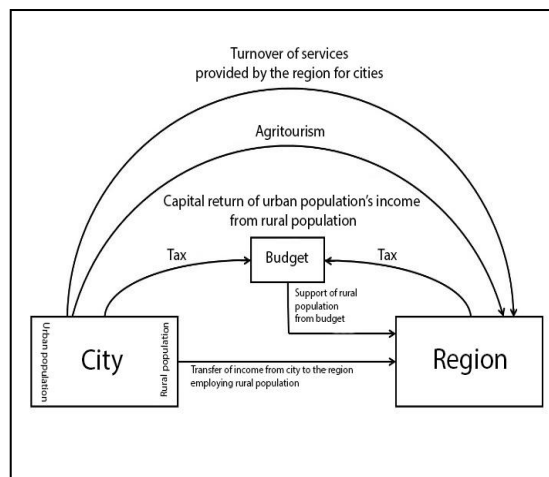 Turnover of services
provided by the region for cities
Agritourism
Capital return of urban population's income
from rural population
Tax
Budget
Tax
Support of rural
population
from budget
Urban population
City
Rural population
Region
Transfer of income from city to the region
employing rural population